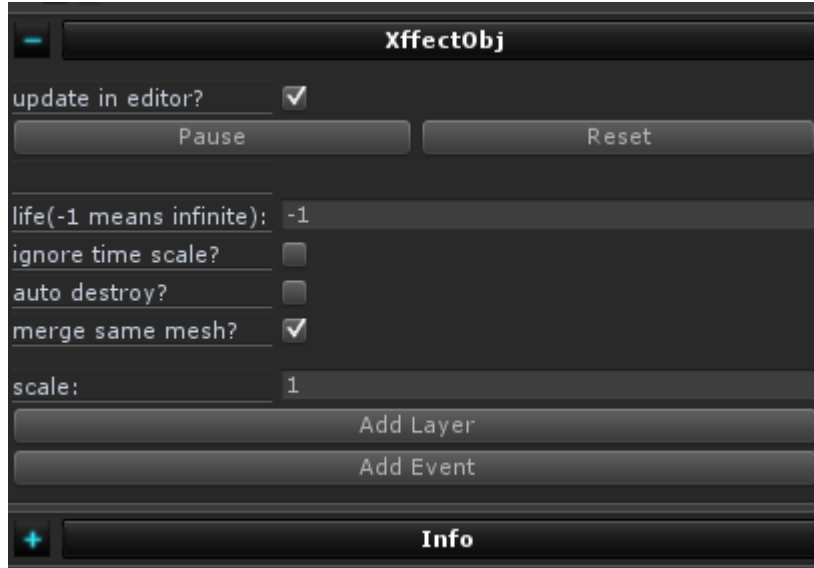 XffectObj
update in editor?
Pause Reset
life(-1 means infinite): -1
ignore time scale?
auto destroy?
merge same mesh?
scale: 1
Add Layer
Add Event
Info